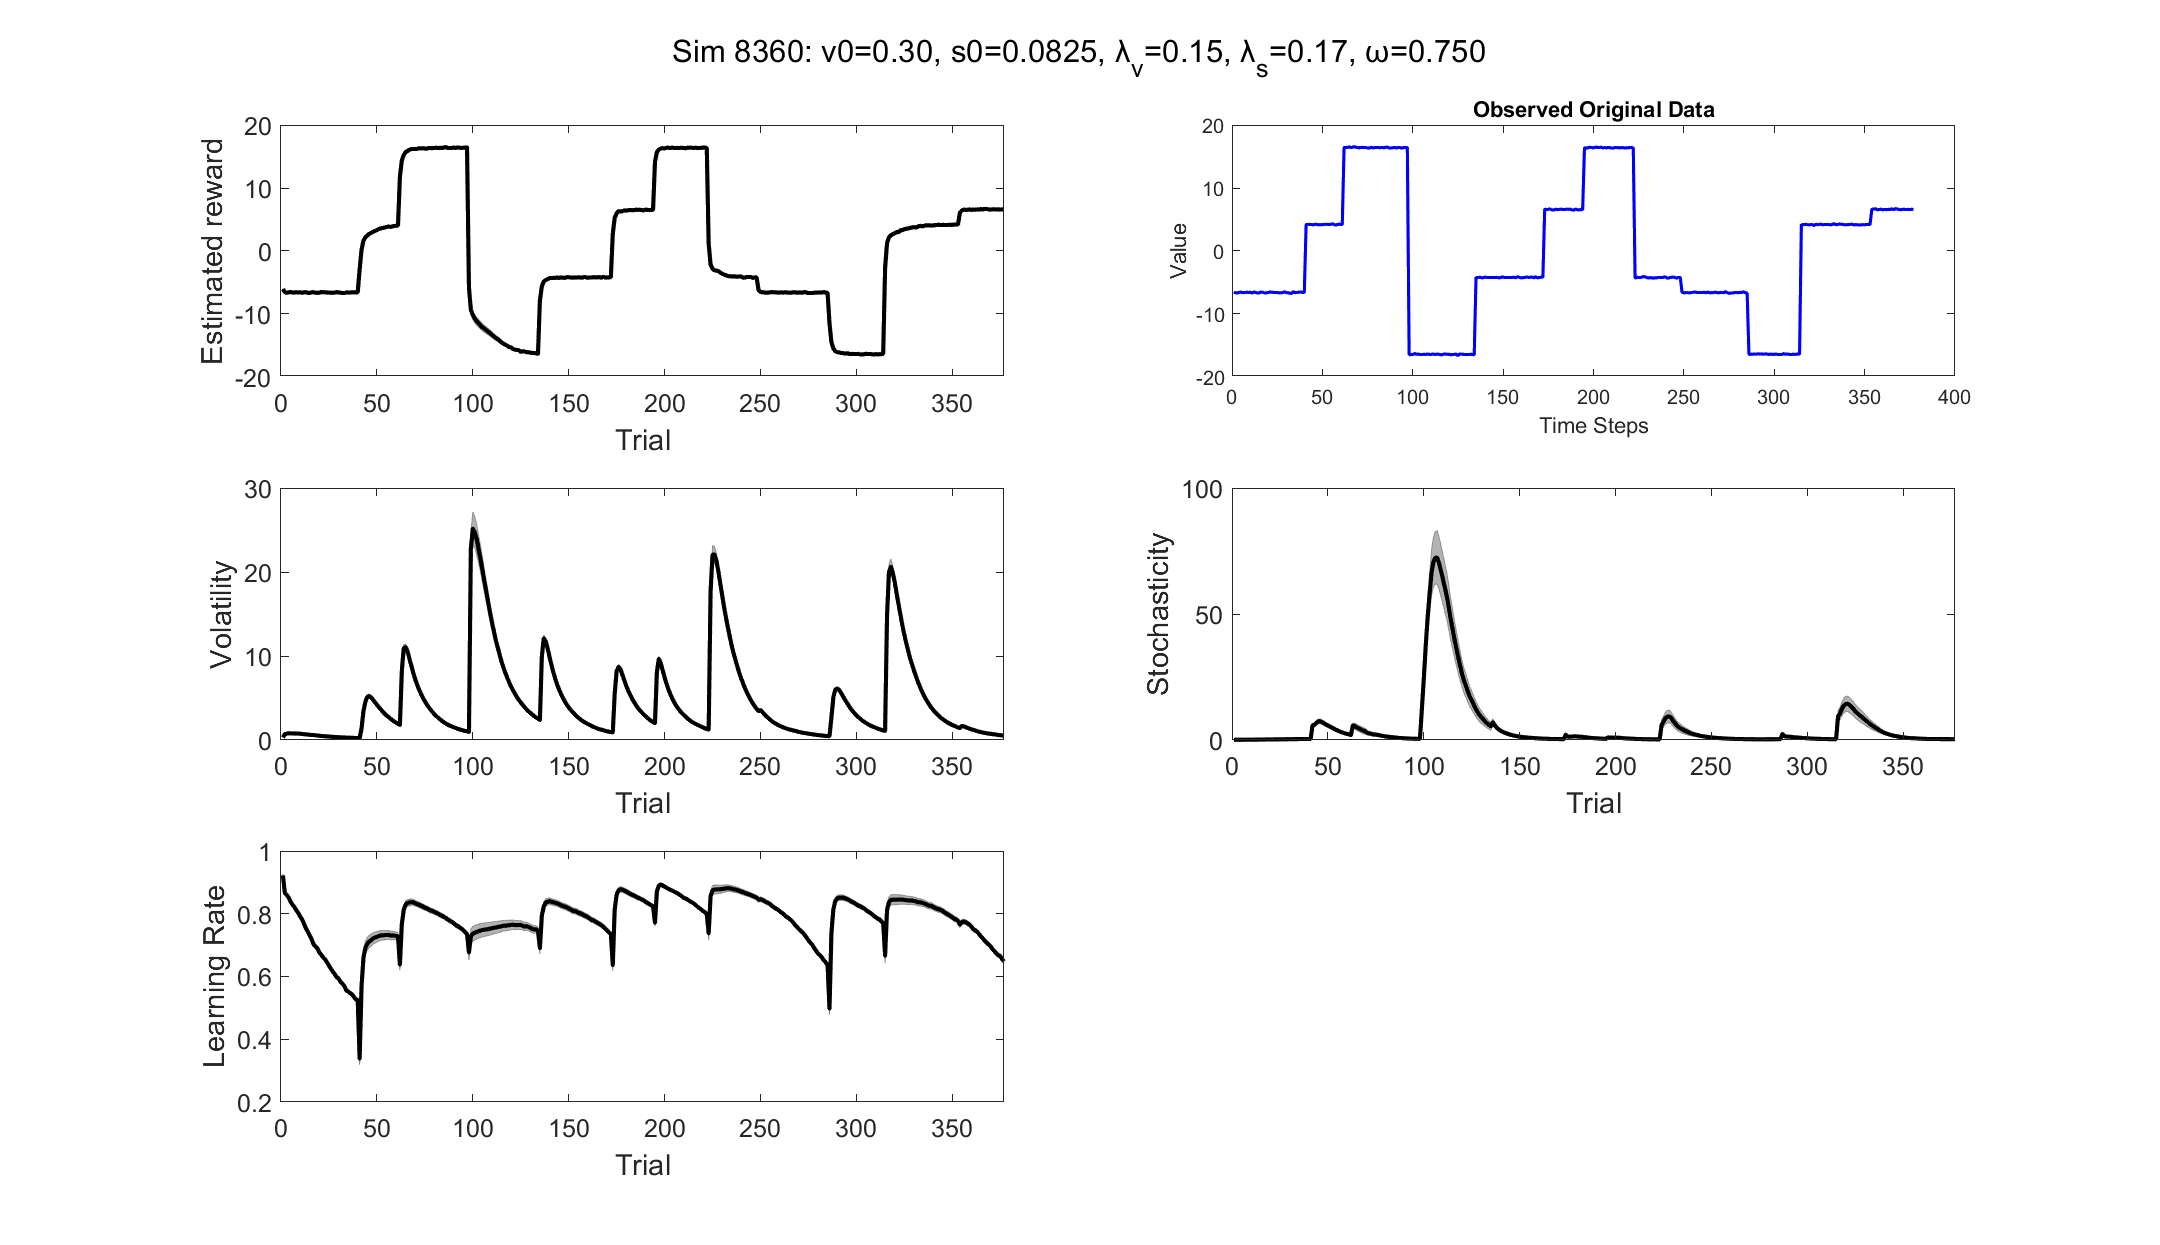 Sim 8360: v0=0.30, s0=0.0825, λ_v=0.15, λ_s=0.17, ω=0.750
20
10
0
-10
-20
Estimated reward
0 50 100 150 200 250 300 350
Trial
Observed Original Data
20
10
0
-10
-20
Value
0 50 100 150 200 250 300 350 400
Time Steps
30
20
10
0
Volatility
0 50 100 150 200 250 300 350
Trial
100
50
0
Stochasticity
0 50 100 150 200 250 300 350
Trial
1
0.8
0.6
0.4
0.2
Learning Rate
0 50 100 150 200 250 300 350
Trial